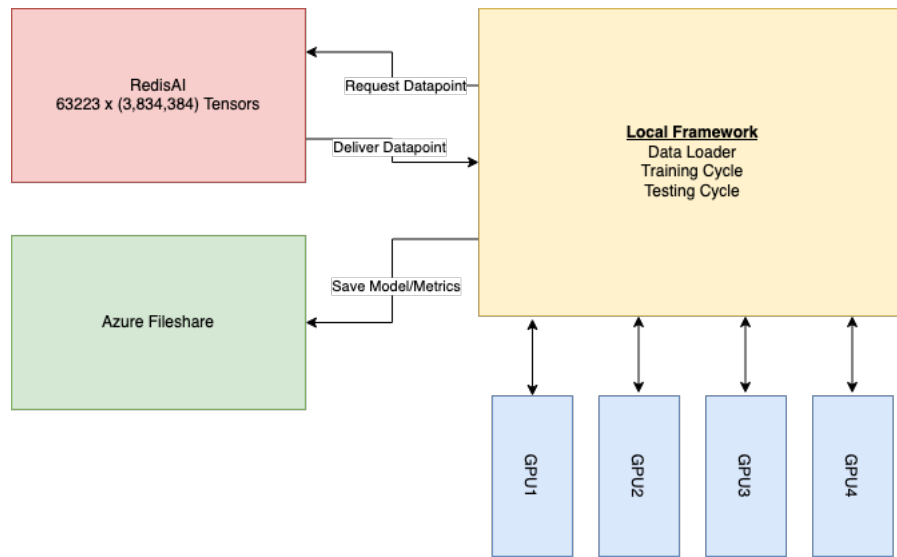 RedisAI
63223 x (3,834,384) Tensors
Request Datapoint
Deliver Datapoint
Local Framework
Data Loader
Training Cycle
Testing Cycle
Azure Fileshare
Save Model/Metrics
GPU1
GPU2
GPU3
GPU4